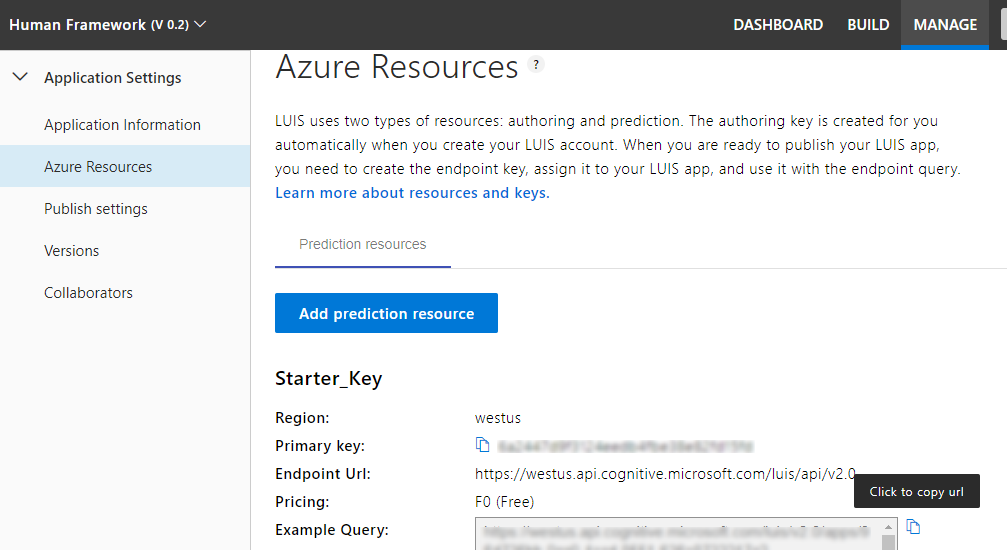 Human Framework (V 0.2)
DASHBOARD BUILD MANAGE
Application Settings
Application Information
Azure Resources
Publish settings
Versions
Collaborators
Azure Resources ?
LUIS uses two types of resources: authoring and prediction. The authoring key is created for you
automatically when you create your LUIS account. When you are ready to publish your LUIS app,
you need to create the endpoint key, assign it to your LUIS app, and use it with the endpoint query.
Learn more about resources and keys.
Prediction resources
Add prediction resource
Starter_Key
Region: westus
Primary key:
Endpoint Url: https://westus.api.cognitive.microsoft.com/luis/api/v2.0
Click to copy url
Pricing: F0 (Free)
Example Query: